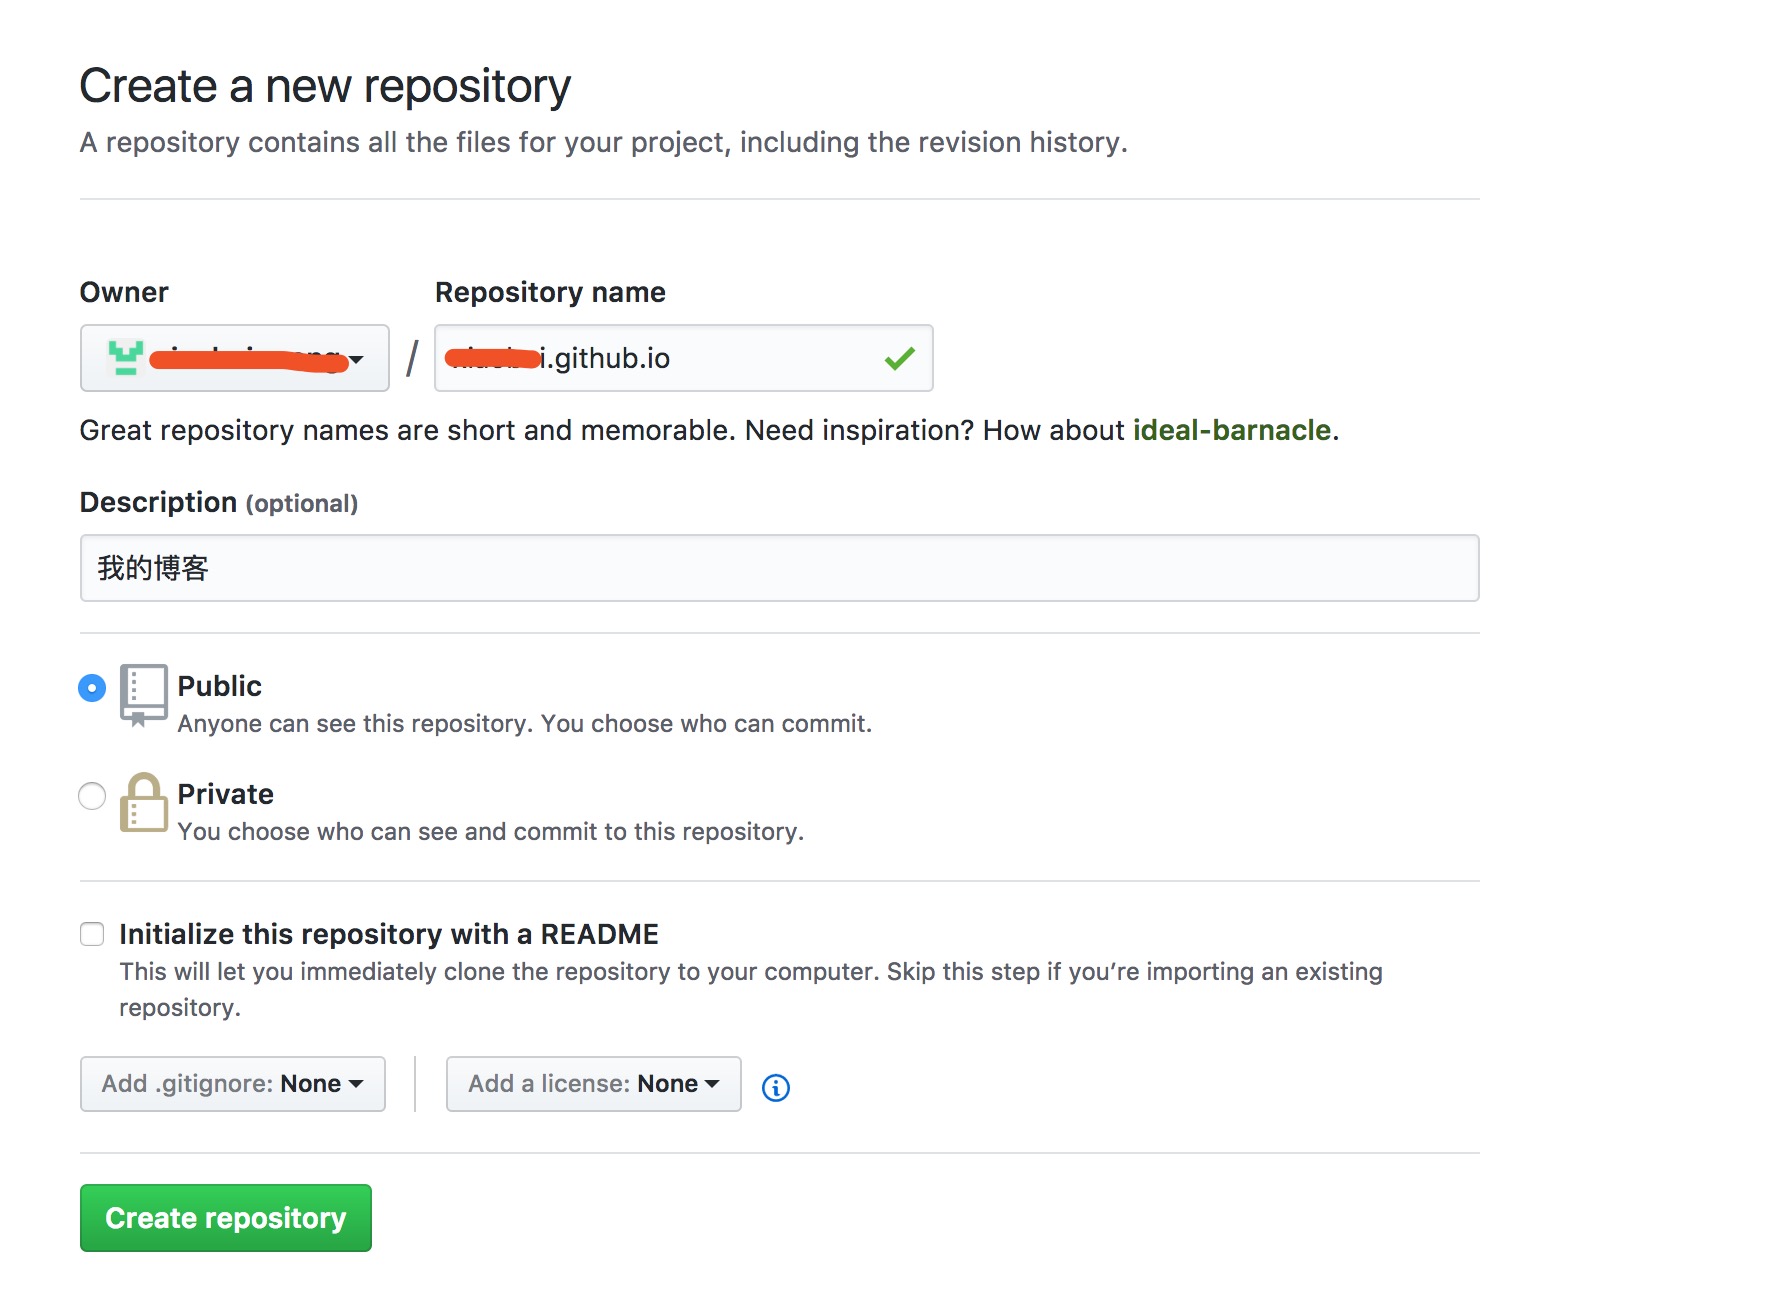 Create a new repository
A repository contains all the files for your project, including the revision history.
Owner
Repository name
/
.github.io
Great repository names are short and memorable. Need inspiration? How about ideal-barnacle.
Description (optional)
我的博客
Public
Anyone can see this repository. You choose who can commit.
Private
You choose who can see and commit to this repository.
Initialize this repository with a README
This will let you immediately clone the repository to your computer. Skip this step if you’re importing an existing
repository.
Add .gitignore: None
Add a license: None
Create repository